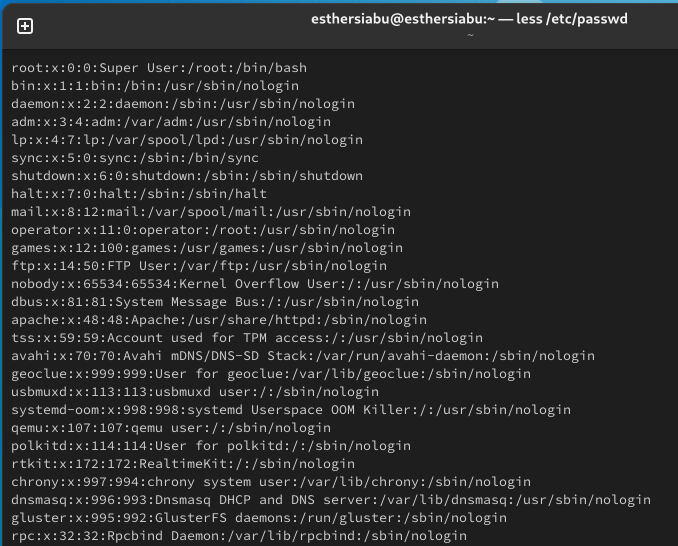 esthersiabu@esthersiabu:~ — less /etc/passwd
~
root:x:0:0:Super User:/root:/bin/bash
bin:x:1:1:bin:/bin:/usr/sbin/nologin
daemon:x:2:2:daemon:/sbin:/usr/sbin/nologin
adm:x:3:4:adm:/var/adm:/usr/sbin/nologin
lp:x:4:7:lp:/var/spool/lpd:/usr/sbin/nologin
sync:x:5:0:sync:/sbin:/bin/sync
shutdown:x:6:0:shutdown:/sbin:/sbin/shutdown
halt:x:7:0:halt:/sbin:/sbin/halt
mail:x:8:12:mail:/var/spool/mail:/usr/sbin/nologin
operator:x:11:0:operator:/root:/usr/sbin/nologin
games:x:12:100:games:/usr/games:/usr/sbin/nologin
ftp:x:14:50:FTP User:/var/ftp:/usr/sbin/nologin
nobody:x:65534:65534:Kernel Overflow User:/:/usr/sbin/nologin
dbus:x:81:81:System Message Bus:/:/usr/sbin/nologin
apache:x:48:48:Apache:/usr/share/httpd:/sbin/nologin
tss:x:59:59:Account used for TPM access:/:/usr/sbin/nologin
avahi:x:70:70:Avahi mDNS/DNS-SD Stack:/var/run/avahi-daemon:/sbin/nologin
geoclue:x:999:999:User for geoclue:/var/lib/geoclue:/sbin/nologin
usbmuxd:x:113:113:usbmuxd user:/:/sbin/nologin
systemd-oom:x:998:998:systemd Userspace OOM Killer:/:/usr/sbin/nologin
qemu:x:107:107:qemu user:/:/sbin/nologin
polkitd:x:114:114:User for polkitd:/:/sbin/nologin
rtkit:x:172:172:RealtimeKit:/:/sbin/nologin
chrony:x:997:994:chrony system user:/var/lib/chrony:/sbin/nologin
dnsmasq:x:996:993:Dnsmasq DHCP and DNS server:/var/lib/dnsmasq:/usr/sbin/nologin
gluster:x:995:992:GlusterFS daemons:/run/gluster:/sbin/nologin
rpc:x:32:32:Rpcbind Daemon:/var/lib/rpcbind:/sbin/nologin